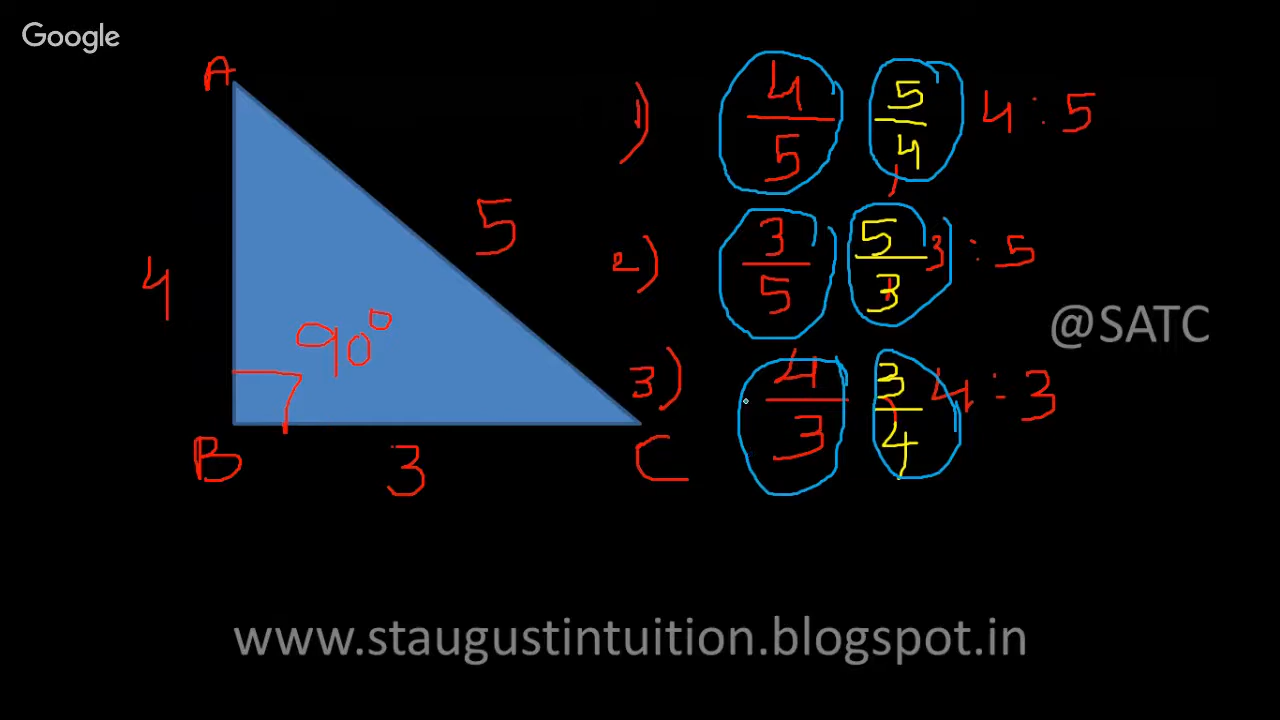 Google
A
1) 4/5 5/4 4 : 5
5
2) 3/5 5/3 3 : 5
4
90°
@SATC
3) 4/3 3/4 4 : 3
B 3 C
www.staugustintuition.blogspot.in